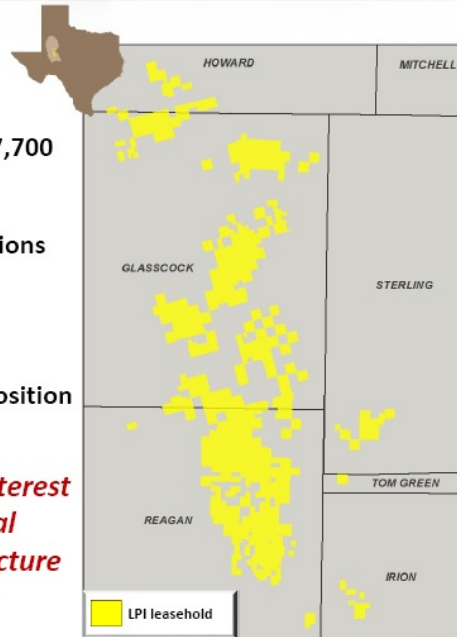 HOWARD
MITCHELL
7,700
ions
GLASSCOCK
STERLING
osition
TOM GREEN
terest
al
cture
REAGAN
IRION
LPI leasehold